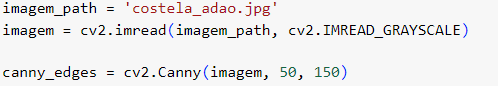 imagem_path = 'costela_adao.jpg'
imagem = cv2.imread(imagem_path, cv2.IMREAD_GRAYSCALE)
canny_edges = cv2.Canny(imagem, 50, 150)